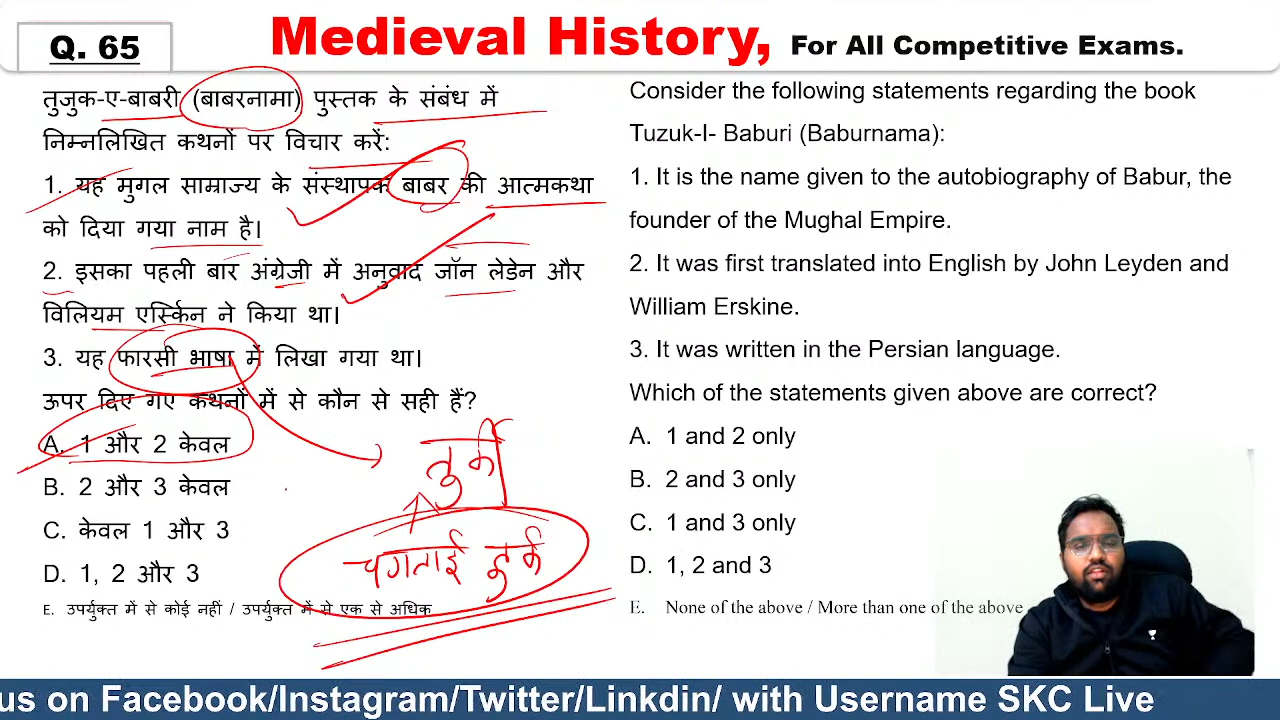 Q. 65
Medieval History, For All Competitive Exams.
तुजुक-ए-बाबरी (बाबरनामा) पुस्तक के संबंध में
निम्नलिखित कथनों पर विचार करें:
1. यह मुगल साम्राज्य के संस्थापक बाबर की आत्मकथा
को दिया गया नाम है।
2. इसका पहली बार अंग्रेजी में अनुवाद जॉन लेडेन और
विलियम एर्स्किन ने किया था।
3. यह फारसी भाषा में लिखा गया था।
ऊपर दिए गए कथनों में से कौन से सही हैं?
A. 1 और 2 केवल
B. 2 और 3 केवल
C. केवल 1 और 3
D. 1, 2 और 3
E. उपर्युक्त में से कोई नहीं / उपर्युक्त में से एक से अधिक
तुर्की
चगताई तुर्क
Consider the following statements regarding the book
Tuzuk-I- Baburi (Baburnama):
1. It is the name given to the autobiography of Babur, the
founder of the Mughal Empire.
2. It was first translated into English by John Leyden and
William Erskine.
3. It was written in the Persian language.
Which of the statements given above are correct?
A. 1 and 2 only
B. 2 and 3 only
C. 1 and 3 only
D. 1, 2 and 3
E. None of the above / More than one of the above
us on Facebook/Instagram/Twitter/Linkdin/ with Username SKC Live